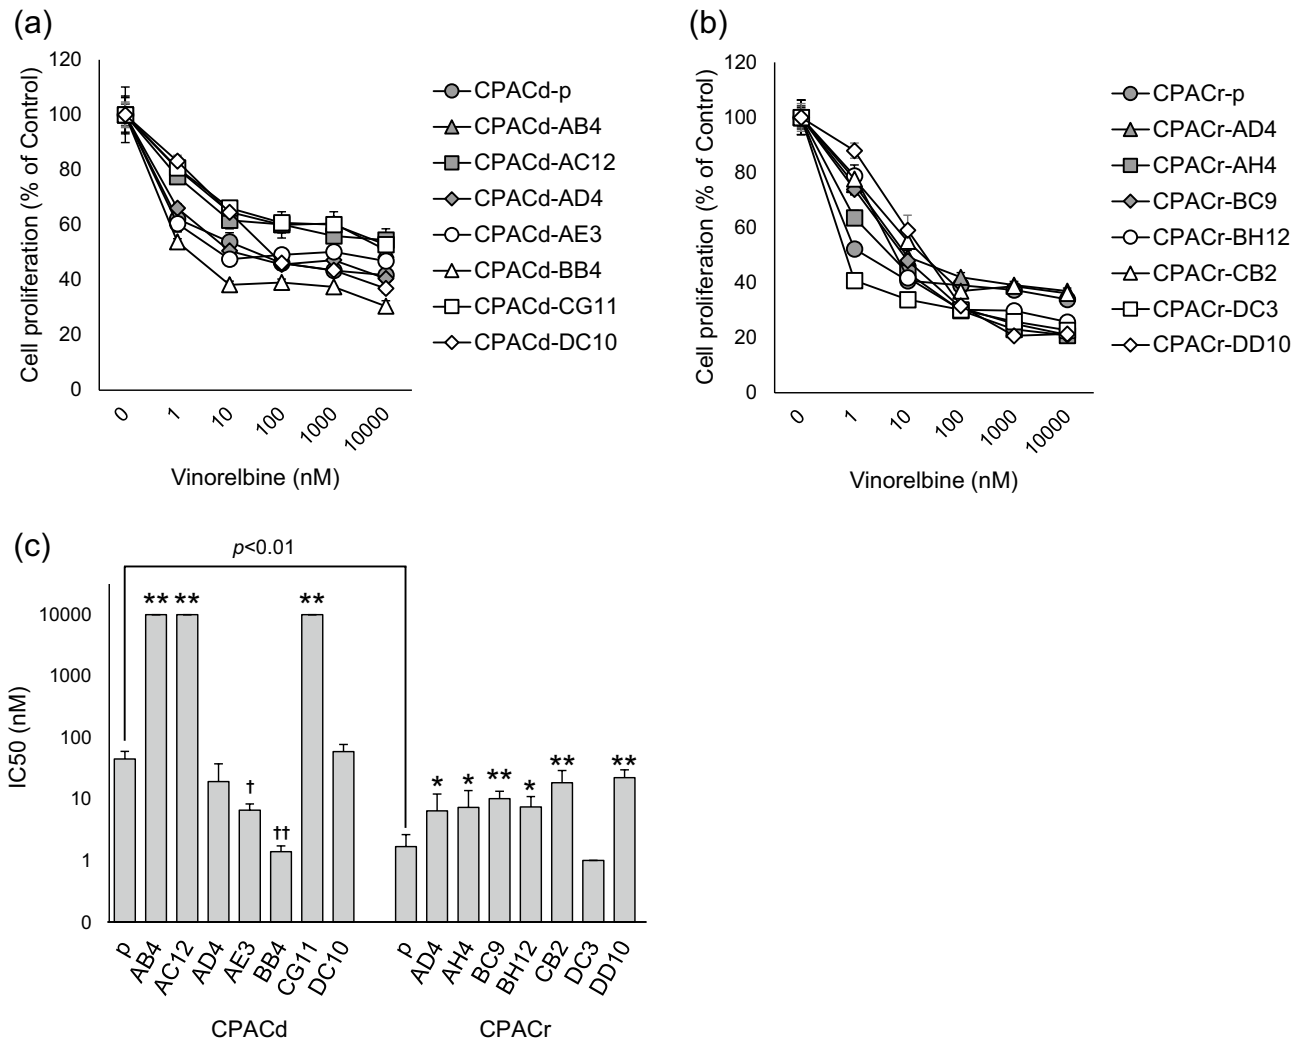 (a)
120
100
80
60
40
20
0
Cell proliferation (% of Control)
0 1 10 100 1000 10000
Vinorelbine (nM)
CPACd-p
CPACd-AB4
CPACd-AC12
CPACd-AD4
CPACd-AE3
CPACd-BB4
CPACd-CG11
CPACd-DC10
(b)
120
100
80
60
40
20
0
Cell proliferation (% of Control)
0 1 10 100 1000 10000
Vinorelbine (nM)
CPACr-p
CPACr-AD4
CPACr-AH4
CPACr-BC9
CPACr-BH12
CPACr-CB2
CPACr-DC3
CPACr-DD10
(c)
p<0.01
10000
1000
100
10
1
0
IC50 (nM)
** ** † †† ** * * ** * ** **
p AB4 AC12 AD4 AE3 BB4 CG11 DC10 p AD4 AH4 BC9 BH12 CB2 DC3 DD10
CPACd CPACr